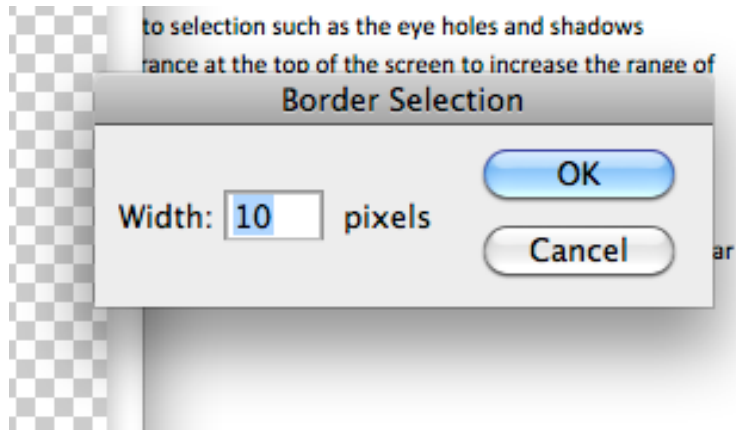 to selection such as the eye holes and shadows
rance at the top of the screen to increase the range of
Border Selection
OK
Width: 10 pixels
Cancel
ar